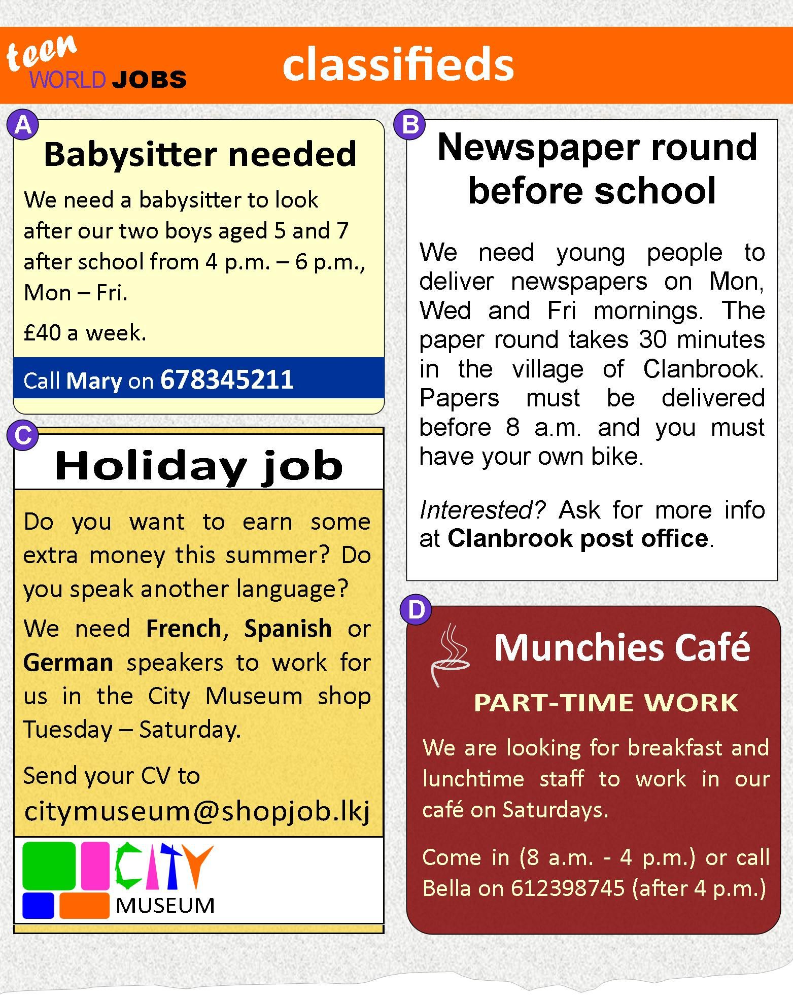 teen
WORLD JOBS
classifieds
A
Babysitter needed
We need a babysitter to look
after our two boys aged 5 and 7
after school from 4 p.m. – 6 p.m.,
Mon – Fri.
£40 a week.
Call Mary on 678345211
B
Newspaper round
before school
We need young people to
deliver newspapers on Mon,
Wed and Fri mornings. The
paper round takes 30 minutes
in the village of Clanbrook.
Papers must be delivered
before 8 a.m. and you must
have your own bike.
Interested? Ask for more info
at Clanbrook post office.
C
Holiday job
Do you want to earn some
extra money this summer? Do
you speak another language?
We need French, Spanish or
German speakers to work for
us in the City Museum shop
Tuesday – Saturday.
Send your CV to
citymuseum@shopjob.lkj
CITY
MUSEUM
D
Munchies Café
PART-TIME WORK
We are looking for breakfast and
lunchtime staff to work in our
café on Saturdays.
Come in (8 a.m. - 4 p.m.) or call
Bella on 612398745 (after 4 p.m.)